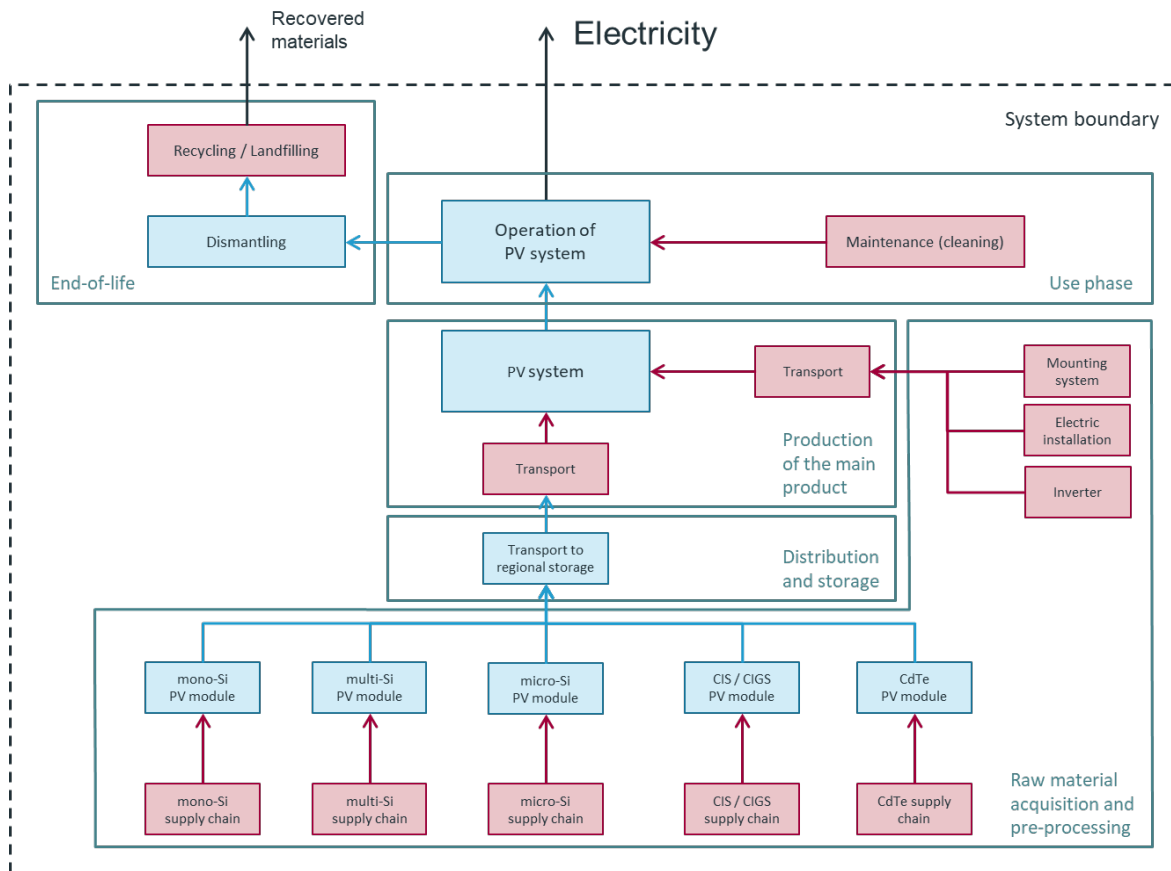 Recovered
materials
Electricity
System boundary
Recycling / Landfilling
Dismantling
End-of-life
Operation of
PV system
Maintenance (cleaning)
Use phase
PV system
Transport
Mounting
system
Electric
installation
Inverter
Transport
Production
of the main
product
Transport to
regional storage
Distribution
and storage
mono-Si
PV module
multi-Si
PV module
micro-Si
PV module
CIS / CIGS
PV module
CdTe
PV module
mono-Si
supply chain
multi-Si
supply chain
micro-Si
supply chain
CIS / CIGS
supply chain
CdTe supply
chain
Raw material
acquisition and
pre-processing